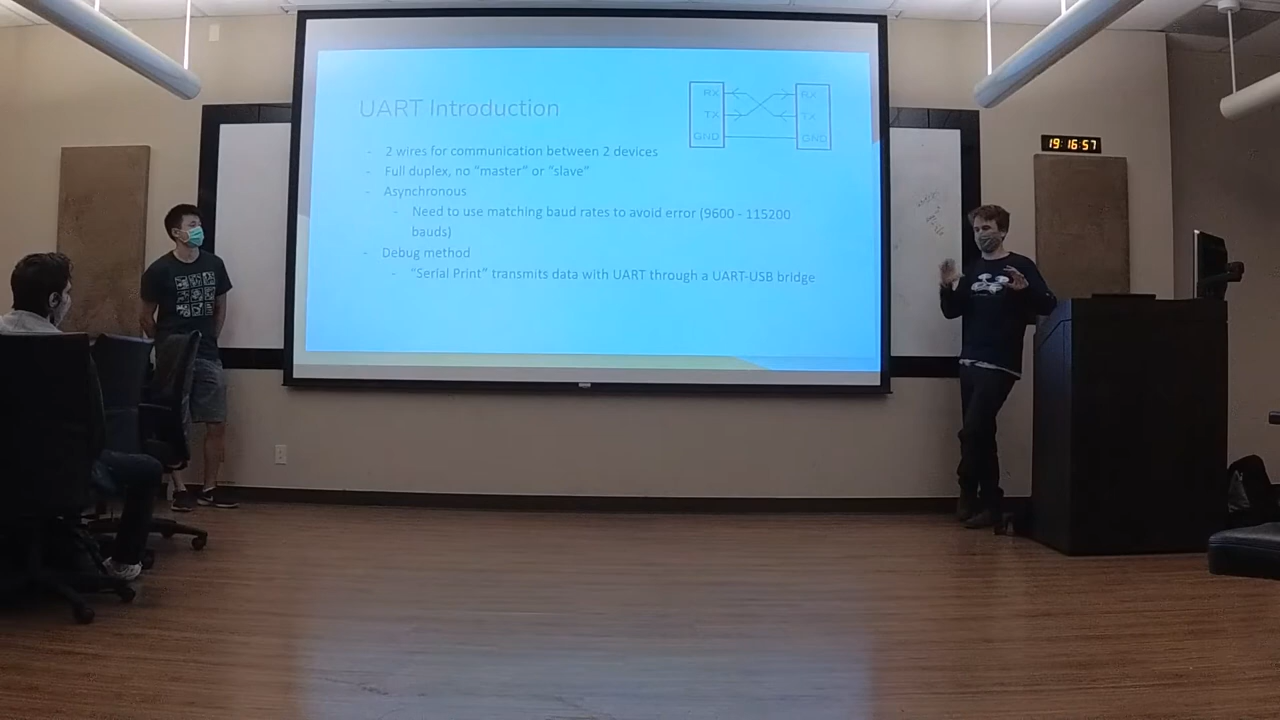 UART Introduction
RX
TX
GND
RX
TX
GND
- 2 wires for communication between 2 devices
- Full duplex, no “master” or “slave”
- Asynchronous
- Need to use matching baud rates to avoid error (9600 - 115200
bauds)
- Debug method
- “Serial Print” transmits data with UART through a UART-USB bridge
19:16:57